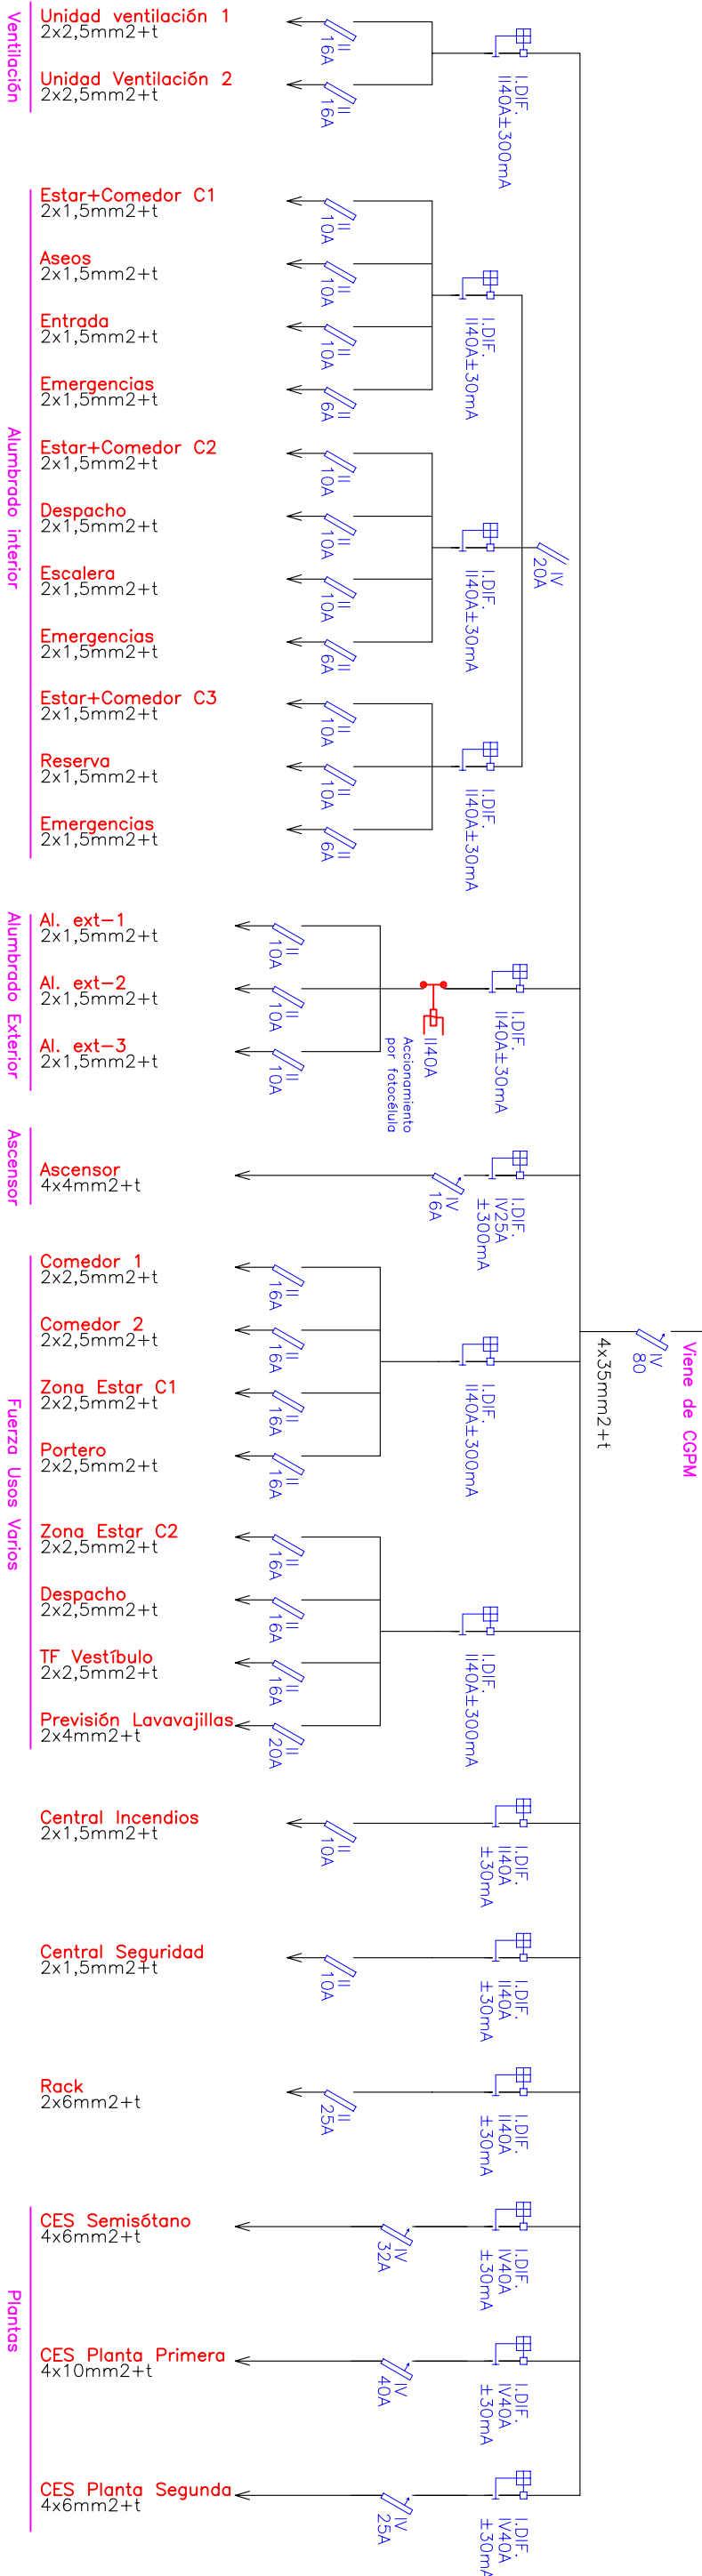 Viene de CGPM
IV
80
4x35mm2+t
Ventilación
I.DIF.
II40A±300mA
Unidad ventilación 1
2x2,5mm2+t
II
16A
Unidad Ventilación 2
2x2,5mm2+t
II
16A
Alumbrado interior
IV
20A
I.DIF.
II40A±30mA
Estar+Comedor C1
2x1,5mm2+t
II
10A
Aseos
2x1,5mm2+t
II
10A
Entrada
2x1,5mm2+t
II
10A
Emergencias
2x1,5mm2+t
II
6A
I.DIF.
II40A±30mA
Estar+Comedor C2
2x1,5mm2+t
II
10A
Despacho
2x1,5mm2+t
II
10A
Escalera
2x1,5mm2+t
II
10A
Emergencias
2x1,5mm2+t
II
6A
I.DIF.
II40A±30mA
Estar+Comedor C3
2x1,5mm2+t
II
10A
Reserva
2x1,5mm2+t
II
10A
Emergencias
2x1,5mm2+t
II
6A
Alumbrado Exterior
I.DIF.
II40A±30mA
II40A
Accionamiento
por fotocélula
Al. ext-1
2x1,5mm2+t
II
10A
Al. ext-2
2x1,5mm2+t
II
10A
Al. ext-3
2x1,5mm2+t
II
10A
Ascensor
I.DIF.
IV25A
±300mA
Ascensor
4x4mm2+t
IV
16A
Fuerza Usos Varios
I.DIF.
II40A±300mA
Comedor 1
2x2,5mm2+t
II
16A
Comedor 2
2x2,5mm2+t
II
16A
Zona Estar C1
2x2,5mm2+t
II
16A
Portero
2x2,5mm2+t
II
16A
I.DIF.
II40A±300mA
Zona Estar C2
2x2,5mm2+t
II
16A
Despacho
2x2,5mm2+t
II
16A
TF Vestíbulo
2x2,5mm2+t
II
16A
Previsión Lavavajillas
2x4mm2+t
II
20A
I.DIF.
II40A
±30mA
Central Incendios
2x1,5mm2+t
II
10A
I.DIF.
II40A
±30mA
Central Seguridad
2x1,5mm2+t
II
10A
I.DIF.
II40A
±30mA
Rack
2x6mm2+t
II
25A
Plantas
I.DIF.
IV40A
±30mA
CES Semisótano
4x6mm2+t
IV
32A
I.DIF.
IV40A
±30mA
CES Planta Primera
4x10mm2+t
IV
40A
I.DIF.
IV40A
±30mA
CES Planta Segunda
4x6mm2+t
IV
25A